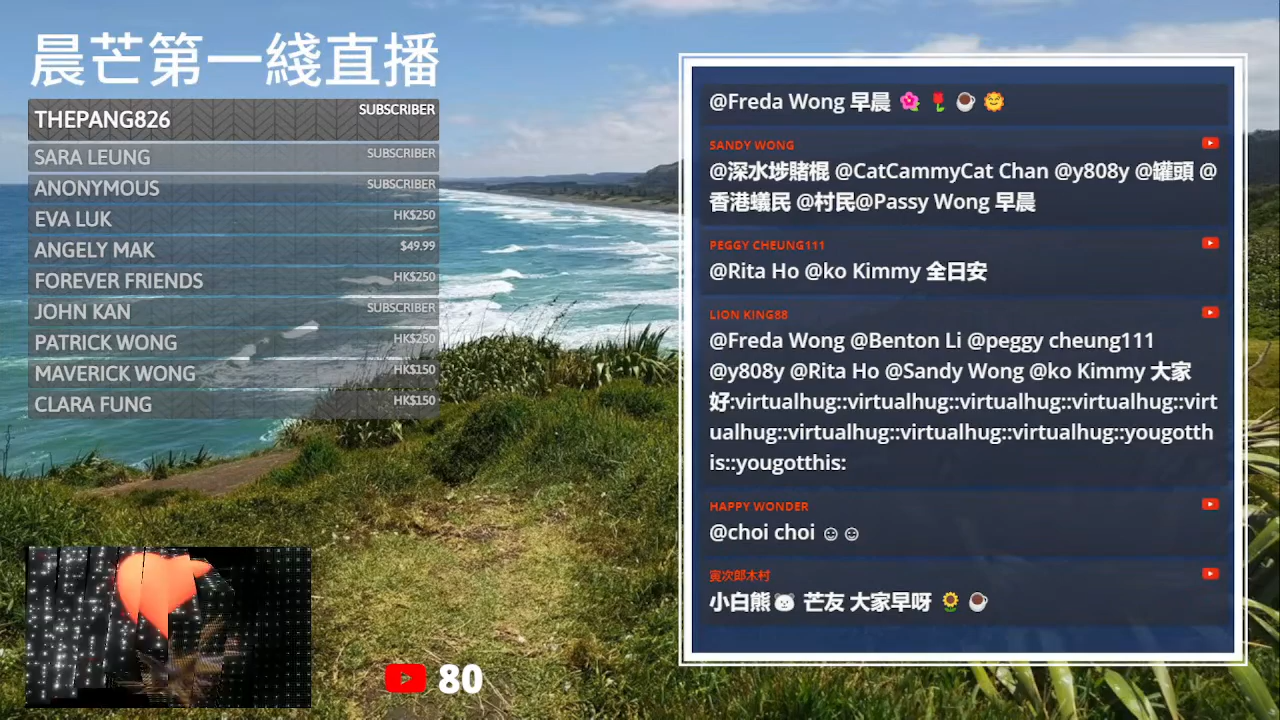 晨芒第一綫直播
THEPANG826 SUBSCRIBER
SARA LEUNG SUBSCRIBER
ANONYMOUS SUBSCRIBER
EVA LUK HK$250
ANGELY MAK $49.99
FOREVER FRIENDS HK$250
JOHN KAN SUBSCRIBER
PATRICK WONG HK$250
MAVERICK WONG HK$150
CLARA FUNG HK$150
80
@Freda Wong 早晨 🌺 🌷 ☕ 🌞
SANDY WONG
@深水埗賭棍 @CatCammyCat Chan @y808y @罐頭 @
香港蟻民 @村民@Passy Wong 早晨
PEGGY CHEUNG111
@Rita Ho @ko Kimmy 全日安
LION KING88
@Freda Wong @Benton Li @peggy cheung111
@y808y @Rita Ho @Sandy Wong @ko Kimmy 大家
好:virtualhug::virtualhug::virtualhug::virtualhug::virt
ualhug::virtualhug::virtualhug::virtualhug::yougotth
is::yougotthis:
HAPPY WONDER
@choi choi ☺ ☺
寅次郎木村
小白熊🐻‍❄️ 芒友 大家早呀 🌻 ☕